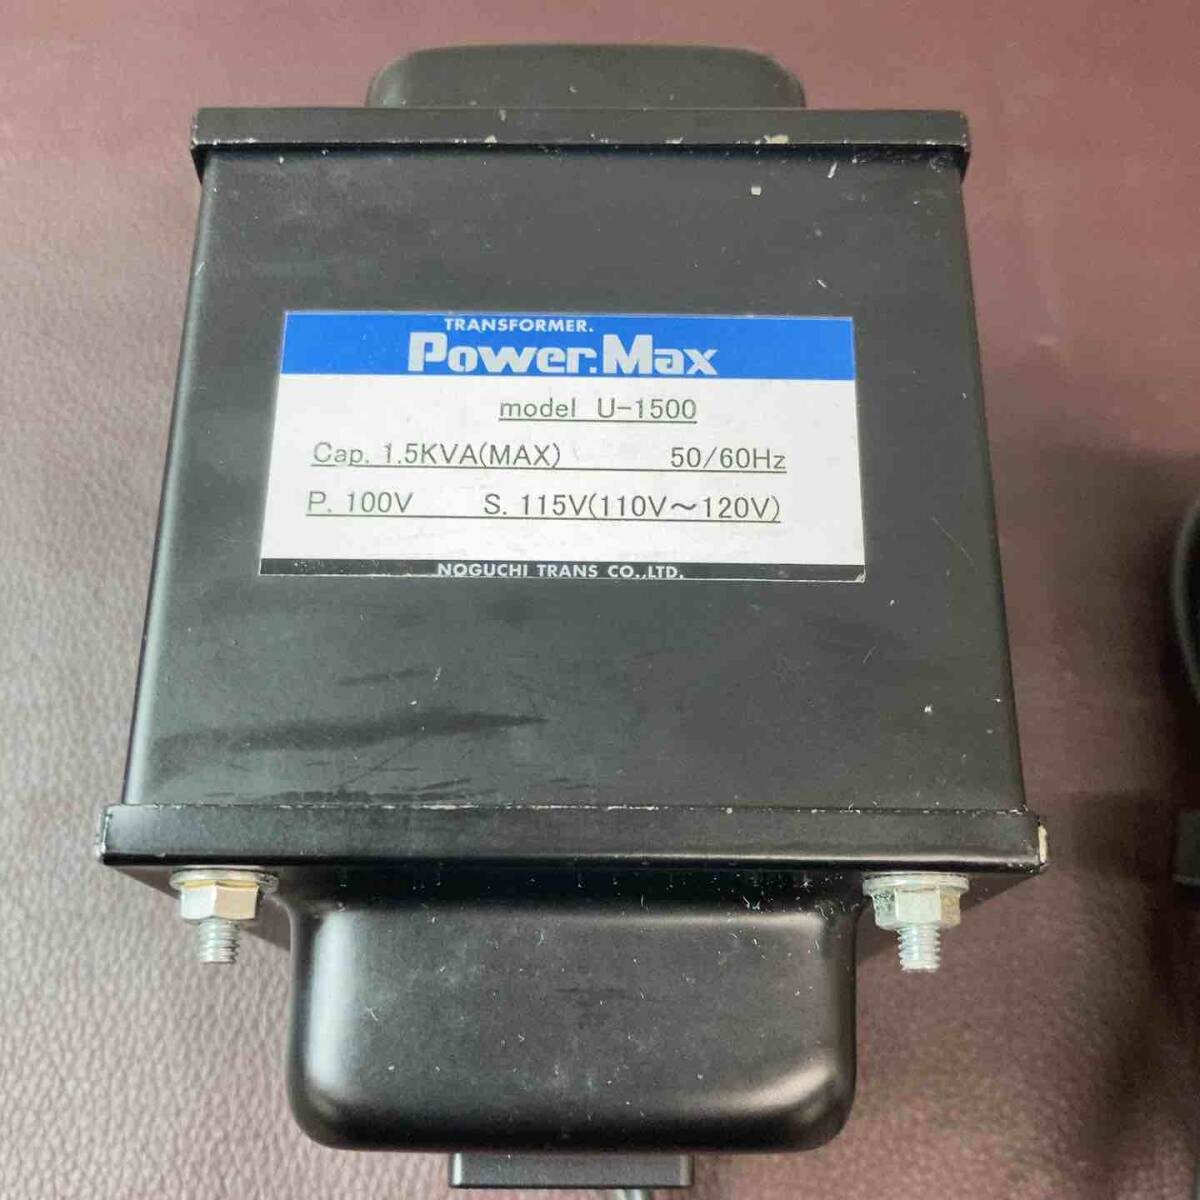 TRANSFORMER.
Power.Max
model U-1500
Cap. 1.5KVA(MAX) 50/60Hz
P. 100V S. 115V(110V～120V)
NOGUCHI TRANS CO.,LTD.